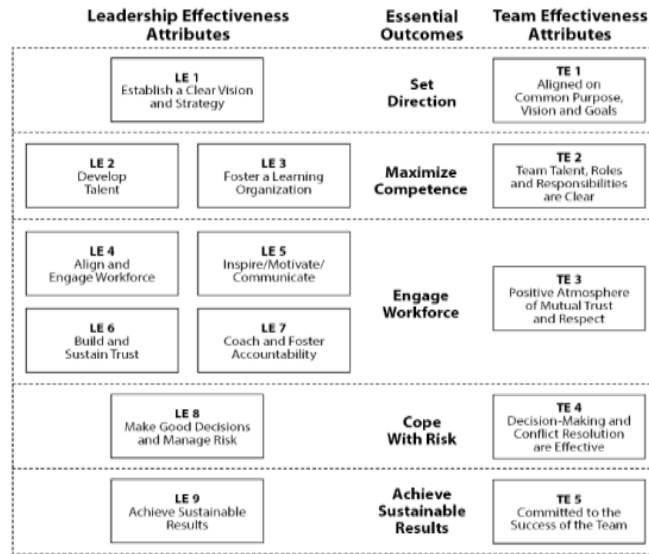 Leadership Effectiveness
Attributes
Essential
Outcomes
Team Effectiveness
Attributes
LE 1
Establish a Clear Vision
and Strategy
Set
Direction
TE 1
Aligned on
Common Purpose,
Vision and Goals
LE 2
Develop
Talent
LE 3
Foster a Learning
Organization
Maximize
Competence
TE 2
Team Talent, Roles
and Responsibilities
are Clear
LE 4
Align and
Engage Workforce
LE 5
Inspire/Motivate/
Communicate
LE 6
Build and
Sustain Trust
LE 7
Coach and Foster
Accountability
Engage
Workforce
TE 3
Positive Atmosphere
of Mutual Trust
and Respect
LE 8
Make Good Decisions
and Manage Risk
Cope
With Risk
TE 4
Decision-Making and
Conflict Resolution
are Effective
LE 9
Achieve Sustainable
Results
Achieve
Sustainable
Results
TE 5
Committed to the
Success of the Team